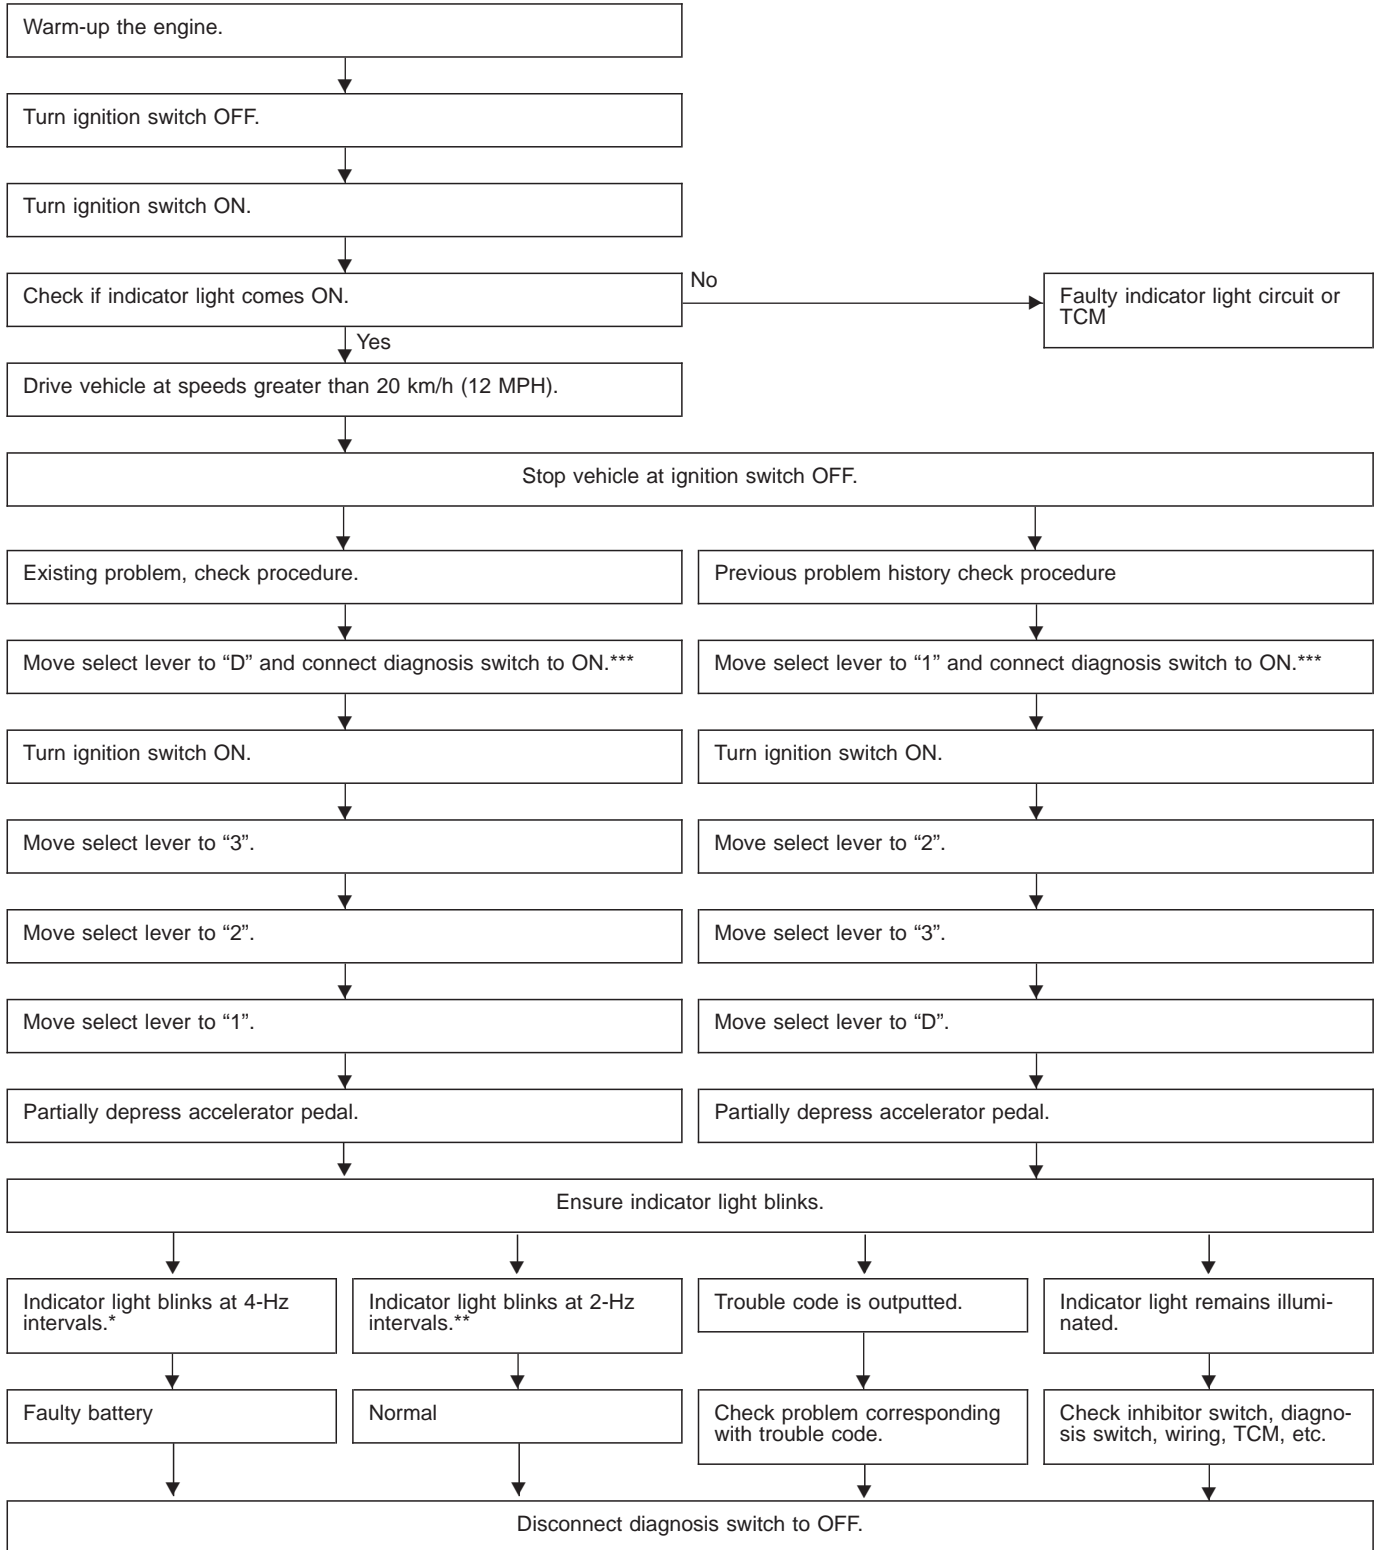 Warm-up the engine.
Turn ignition switch OFF.
Turn ignition switch ON.
Check if indicator light comes ON.
No
Faulty indicator light circuit or
TCM
Yes
Drive vehicle at speeds greater than 20 km/h (12 MPH).
Stop vehicle at ignition switch OFF.
Existing problem, check procedure.
Previous problem history check procedure
Move select lever to “D” and connect diagnosis switch to ON.***
Move select lever to “1” and connect diagnosis switch to ON.***
Turn ignition switch ON.
Turn ignition switch ON.
Move select lever to “3”.
Move select lever to “2”.
Move select lever to “2”.
Move select lever to “3”.
Move select lever to “1”.
Move select lever to “D”.
Partially depress accelerator pedal.
Partially depress accelerator pedal.
Ensure indicator light blinks.
Indicator light blinks at 4-Hz
intervals.*
Indicator light blinks at 2-Hz
intervals.**
Trouble code is outputted.
Indicator light remains illumi-
nated.
Faulty battery
Normal
Check problem corresponding
with trouble code.
Check inhibitor switch, diagno-
sis switch, wiring, TCM, etc.
Disconnect diagnosis switch to OFF.